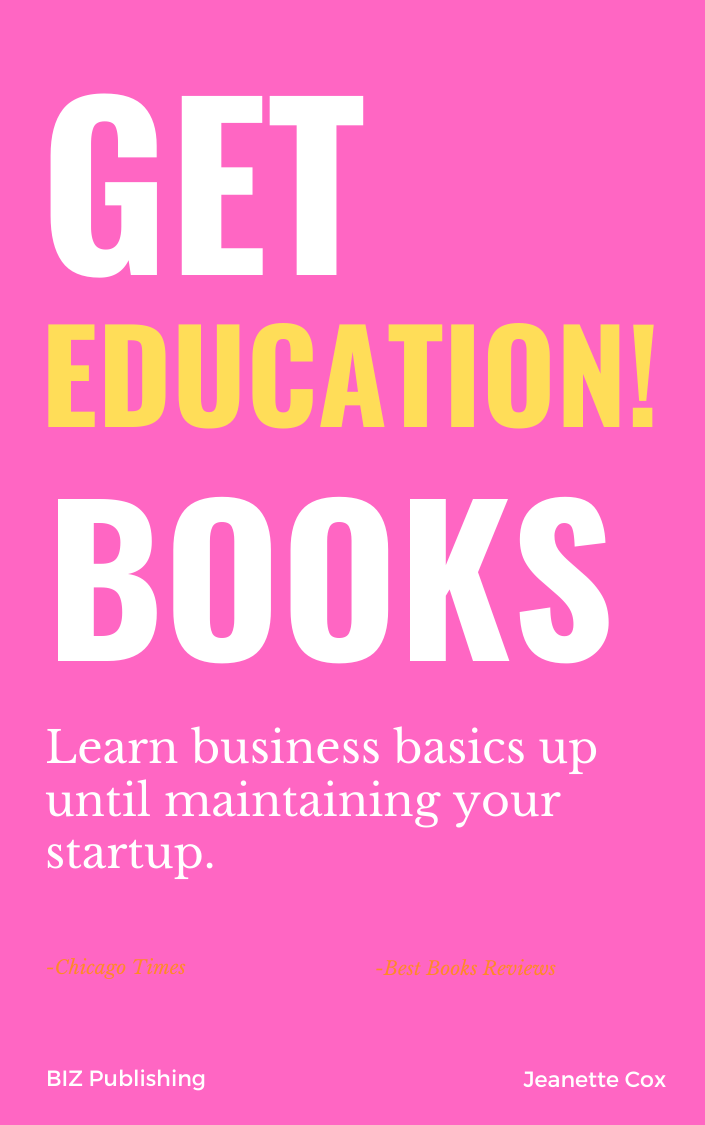 GET
EDUCATION!
BOOKS
Learn business basics up
until maintaining your
startup.
-Chicago Times
-Best Books Reviews
BIZ Publishing
Jeanette Cox